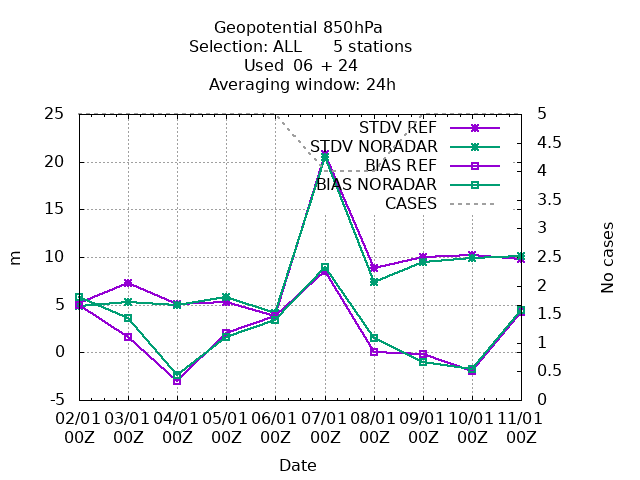 Geopotential 850hPa
Selection: ALL 5 stations
Used 06 + 24
Averaging window: 24h
STDV REF
STDV NORADAR
BIAS REF
BIAS NORADAR
CASES
25
20
15
10
5
0
-5
m
5
4.5
4
3.5
3
2.5
2
1.5
1
0.5
0
No cases
02/01 03/01 04/01 05/01 06/01 07/01 08/01 09/01 10/01 11/01
00Z 00Z 00Z 00Z 00Z 00Z 00Z 00Z 00Z 00Z
Date